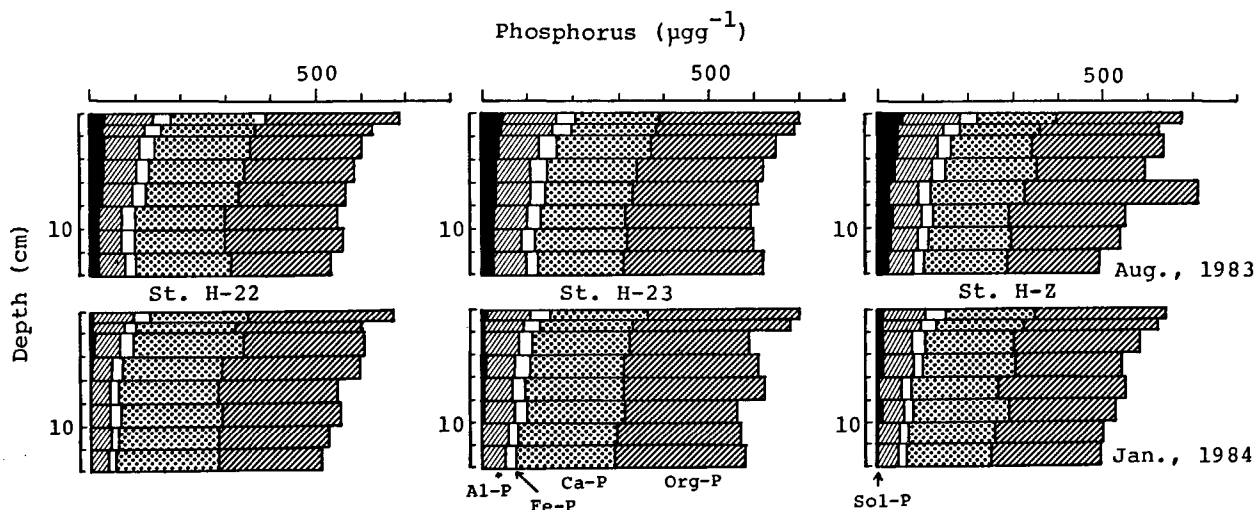 Phosphorus (µgg⁻¹)
500 500 500
Depth (cm)
10 10 10
Aug., 1983
St. H-22 St. H-23 St. H-Z
10 10
Jan., 1984
Al-P Fe-P Ca-P Org-P Sol-P